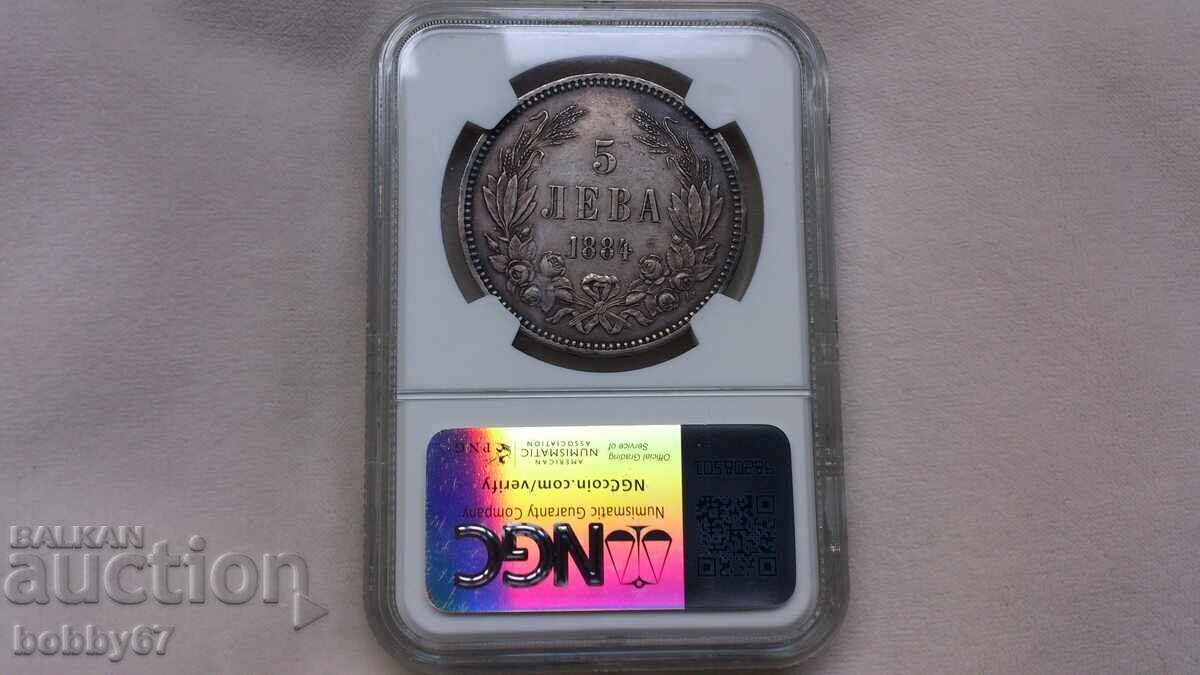 5
ЛЕВА
1884
PNG
AMERICAN
NUMISMATIC
ASSOCIATION
Official Grading
Service of
NGCcoin.com/verify
Numismatic Guaranty Company
NGC
BALKAN
auction
bobby67